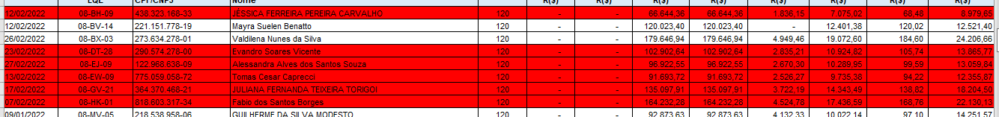 LQL CPF/CNPJ Nome R($) R($) R($) R($) R($) R($) R($) R($)
12/02/2022 08-BH-09 438.323.168-33 JÉSSICA FERREIRA PEREIRA CARVALHO 120 - - 66.644,36 66.644,36 1.836,15 7.075,02 68,48 8.979,65
12/02/2022 08-BV-14 221.151.778-19 Mayra Suelen Benatto 120 - - 120.023,40 120.023,40 - 12.401,38 120,02 12.521,40
26/02/2022 08-BX-03 273.634.278-01 Valdilena Nunes da Silva 120 - - 179.646,94 179.646,94 4.949,46 19.072,60 184,60 24.206,66
23/02/2022 08-DT-28 290.574.278-00 Evandro Soares Vicente 120 - - 102.902,64 102.902,64 2.835,21 10.924,82 105,74 13.865,77
27/02/2022 08-EJ-09 122.968.638-09 Alessandra Alves dos Santos Souza 120 - - 96.922,55 96.922,55 2.670,30 10.289,95 99,59 13.059,84
13/02/2022 08-EW-09 775.059.058-72 Tomas Cesar Caprecci 120 - - 91.693,72 91.693,72 2.526,27 9.735,38 94,22 12.355,87
17/02/2022 08-GV-21 364.370.468-21 JULIANA FERNANDA TEIXEIRA TORIGOI 120 - - 135.097,91 135.097,91 3.722,19 14.343,49 138,82 18.204,50
07/02/2022 08-HK-01 818.603.317-34 Fabio dos Santos Borges 120 - - 164.232,28 164.232,28 4.524,78 17.436,59 168,76 22.130,13
09/01/2022 08-MV-05 218.538.958-06 GUILHERME DA SILVA MODESTO 120 - - 92.873,63 92.873,63 4.132,33 10.022,14 97,10 14.251,57